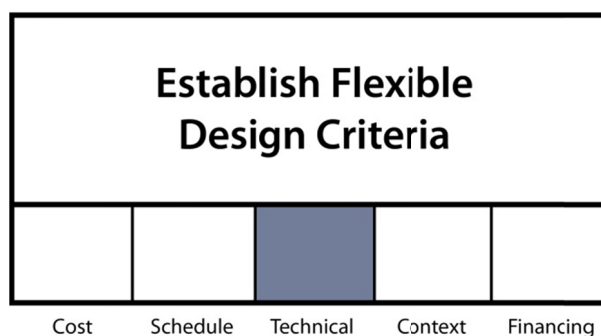 Establish Flexible
Design Criteria
Cost Schedule Technical Context Financing